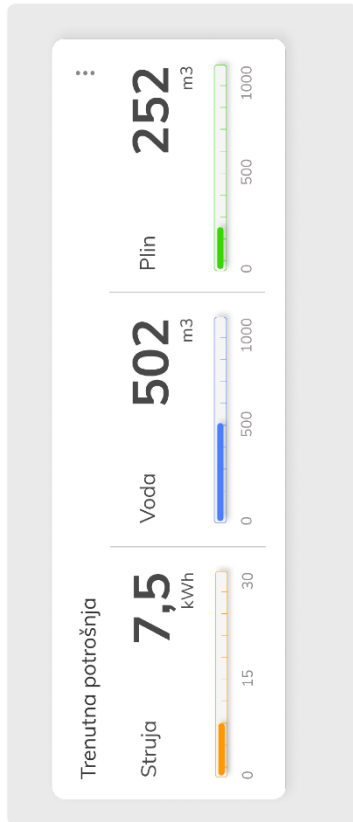 Trenutna potrošnja
Struja
7,5
kWh
0
15
30
Voda
502
m3
0
500
1000
Plin
252
m3
0
500
1000